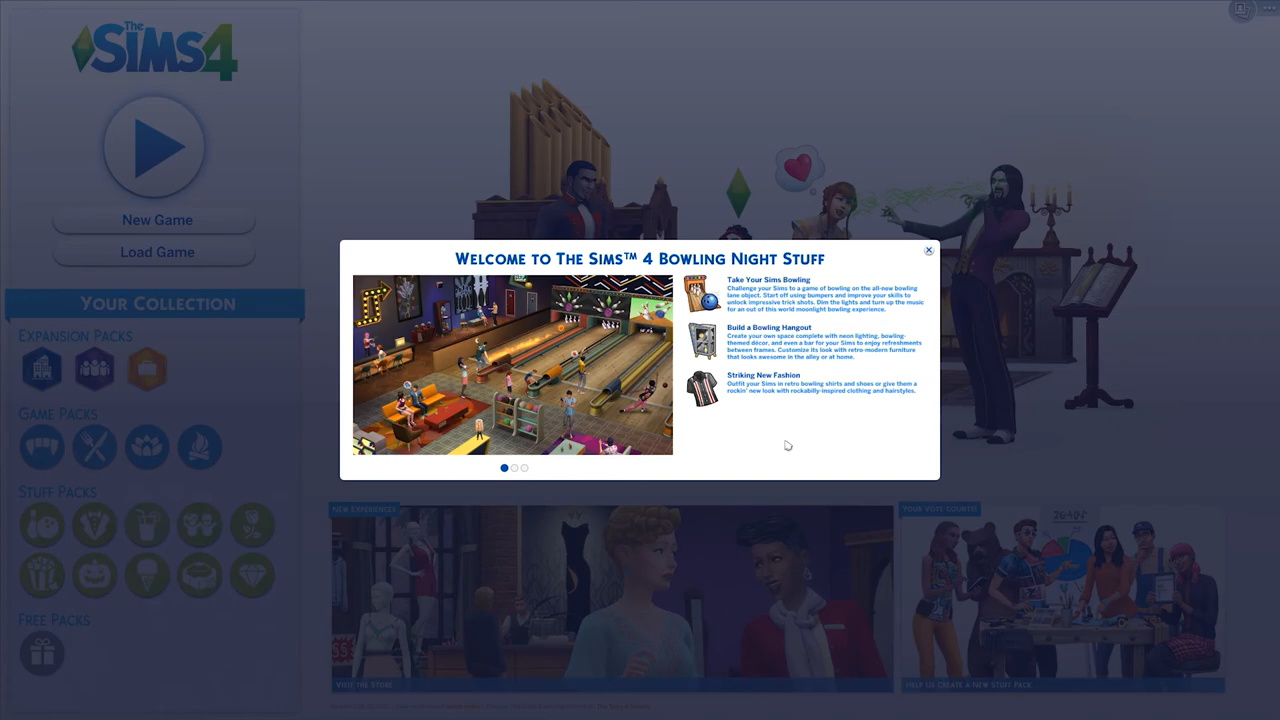 The Sims 4
New Game
Load Game
UR COLLECTION
EXPANSION PACKS
GAME PACKS
STUFF PACKS
FREE PACKS
WELCOME TO THE SIMS™ 4 BOWLING NIGHT STUFF
Take Your Sims Bowling
Challenge your Sims to a game of bowling on the all-new bowling
lane object. Start off using bumpers and improve your skills to
unlock impressive trick shots. Dim the lights and turn up the music
for an out of this world moonlight bowling experience.
Build a Bowling Hangout
Create your own space complete with neon lighting, bowling-
themed décor, and even a bar for your Sims to enjoy refreshments
between frames. Customize its look with retro-modern furniture
that looks awesome in the alley or at home.
Striking New Fashion
Outfit your Sims in retro bowling shirts and shoes or give them a
rockin' new look with rockabilly-inspired clothing and hairstyles.
NEW EXPERIENCES
VISIT THE STORE
YOUR VOTE COUNTS!
HELP US CREATE A NEW STUFF PACK